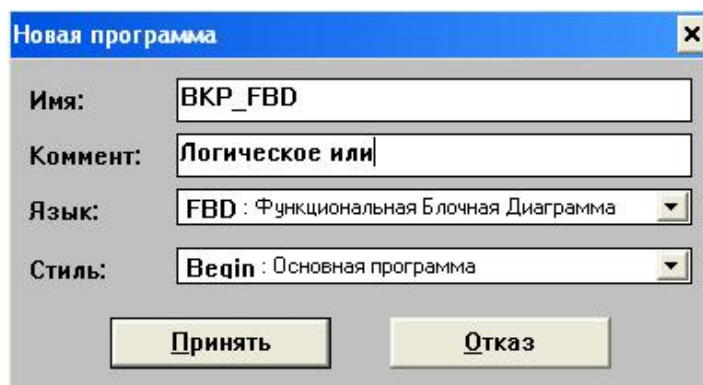 Новая программа
Имя: BKP_FBD
Коммент: Логическое или
Язык: FBD : Функциональная Блочная Диаграмма
Стиль: Begin : Основная программа
Принять Отказ